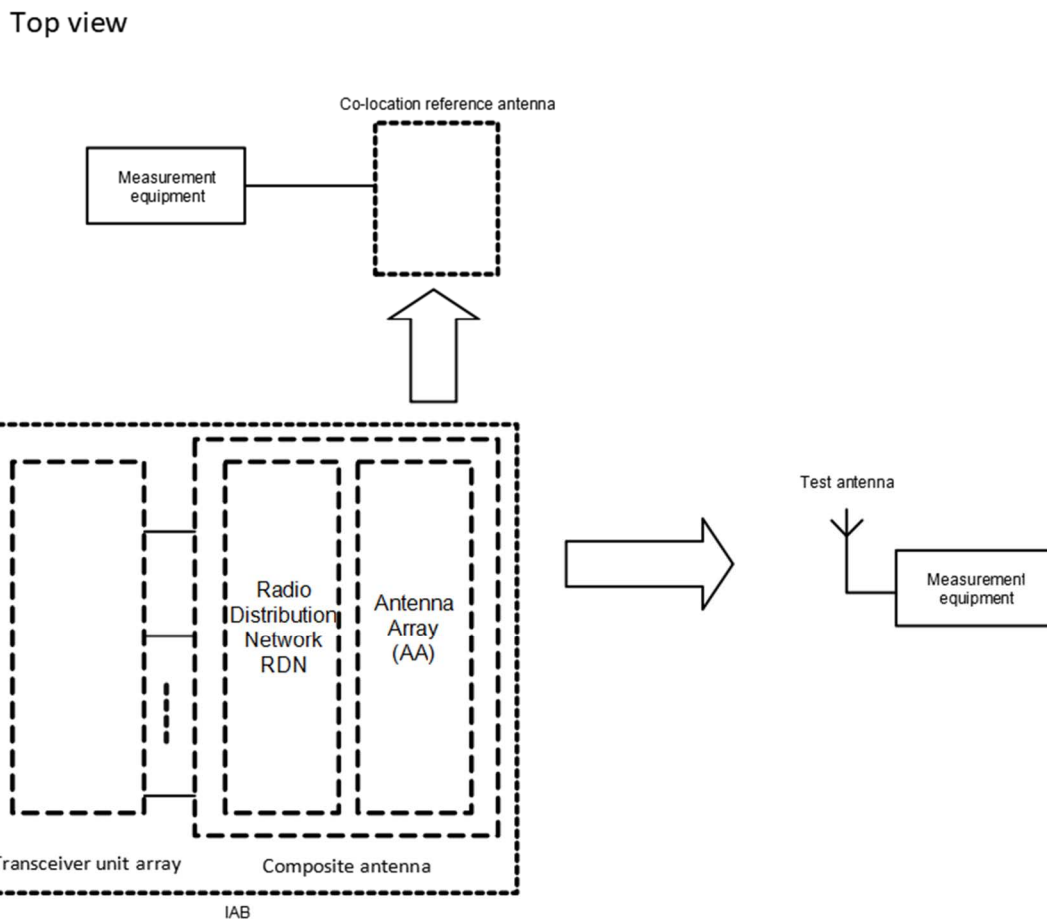 Top view
Co-location reference antenna
Measurement
equipment
Test antenna
Measurement
equipment
Radio
Distribution
Network
RDN
Antenna
Array
(AA)
Transceiver unit array
Composite antenna
IAB